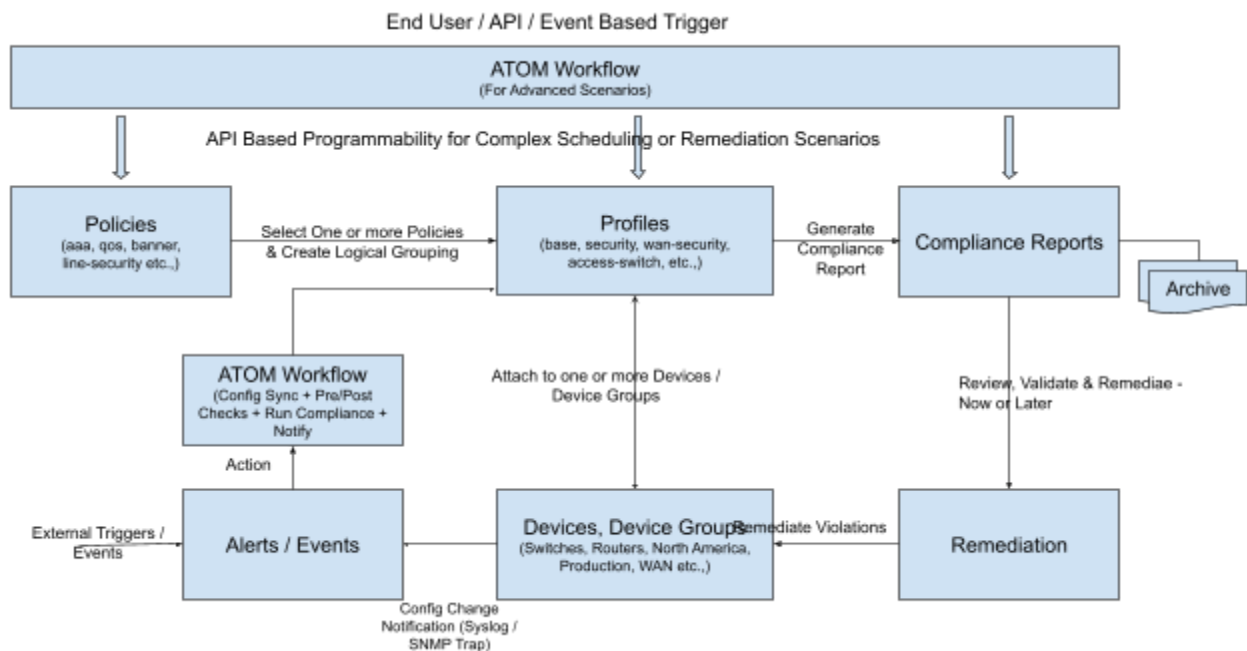 End User / API / Event Based Trigger
ATOM Workflow
(For Advanced Scenarios)
API Based Programmability for Complex Scheduling or Remediation Scenarios
Policies
(aaa, qos, banner,
line-security etc.,)
Select One or more Policies
& Create Logical Grouping
Profiles
(base, security, wan-security,
access-switch, etc.,)
Generate
Compliance
Report
Compliance Reports
Archive
ATOM Workflow
(Config Sync + Pre/Post
Checks + Run Compliance +
Notify
Attach to one or more Devices /
Device Groups
Review, Validate & Remediae -
Now or Later
Action
External Triggers /
Events
Alerts / Events
Devices, Device Groups
(Switches, Routers, North America,
Production, WAN etc.,)
Remediate Violations
Remediation
Config Change
Notification (Syslog /
SNMP Trap)